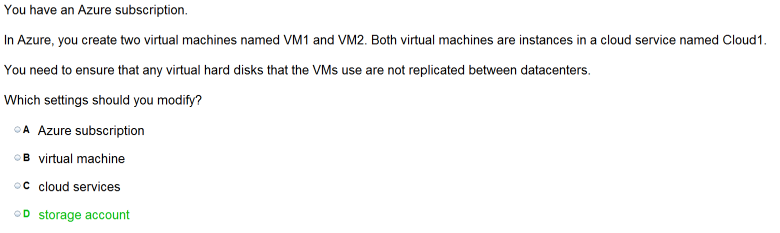 You have an Azure subscription.
In Azure, you create two virtual machines named VM1 and VM2. Both virtual machines are instances in a cloud service named Cloud1.
You need to ensure that any virtual hard disks that the VMs use are not replicated between datacenters.
Which settings should you modify?
A Azure subscription
B virtual machine
C cloud services
D storage account